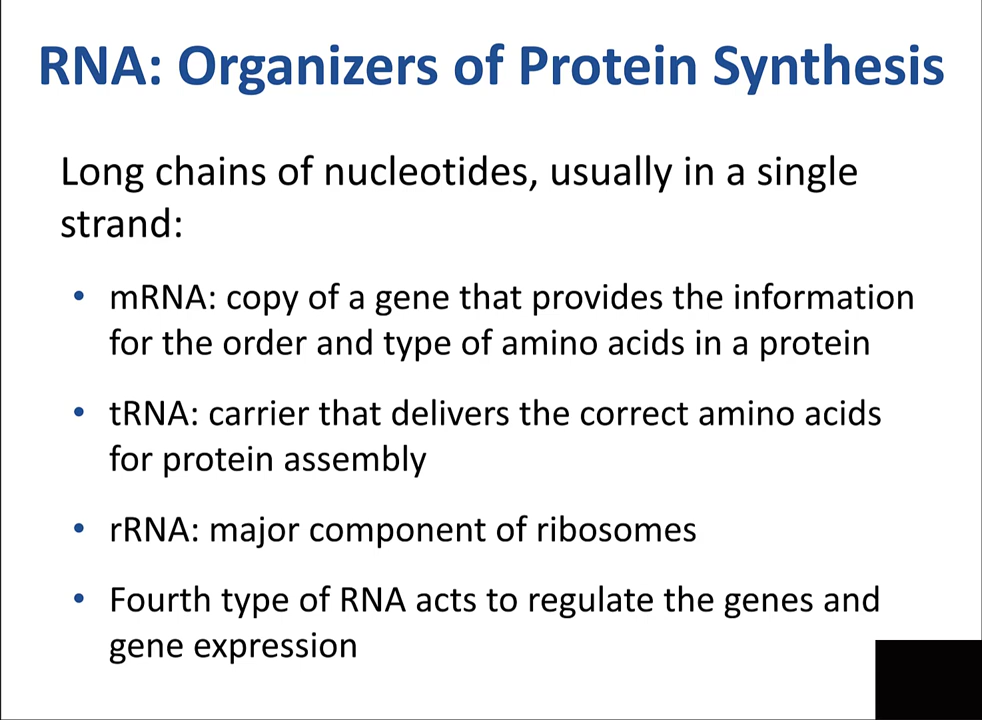 RNA: Organizers of Protein Synthesis
Long chains of nucleotides, usually in a single
strand:
• mRNA: copy of a gene that provides the information
for the order and type of amino acids in a protein
• tRNA: carrier that delivers the correct amino acids
for protein assembly
• rRNA: major component of ribosomes
• Fourth type of RNA acts to regulate the genes and
gene expression